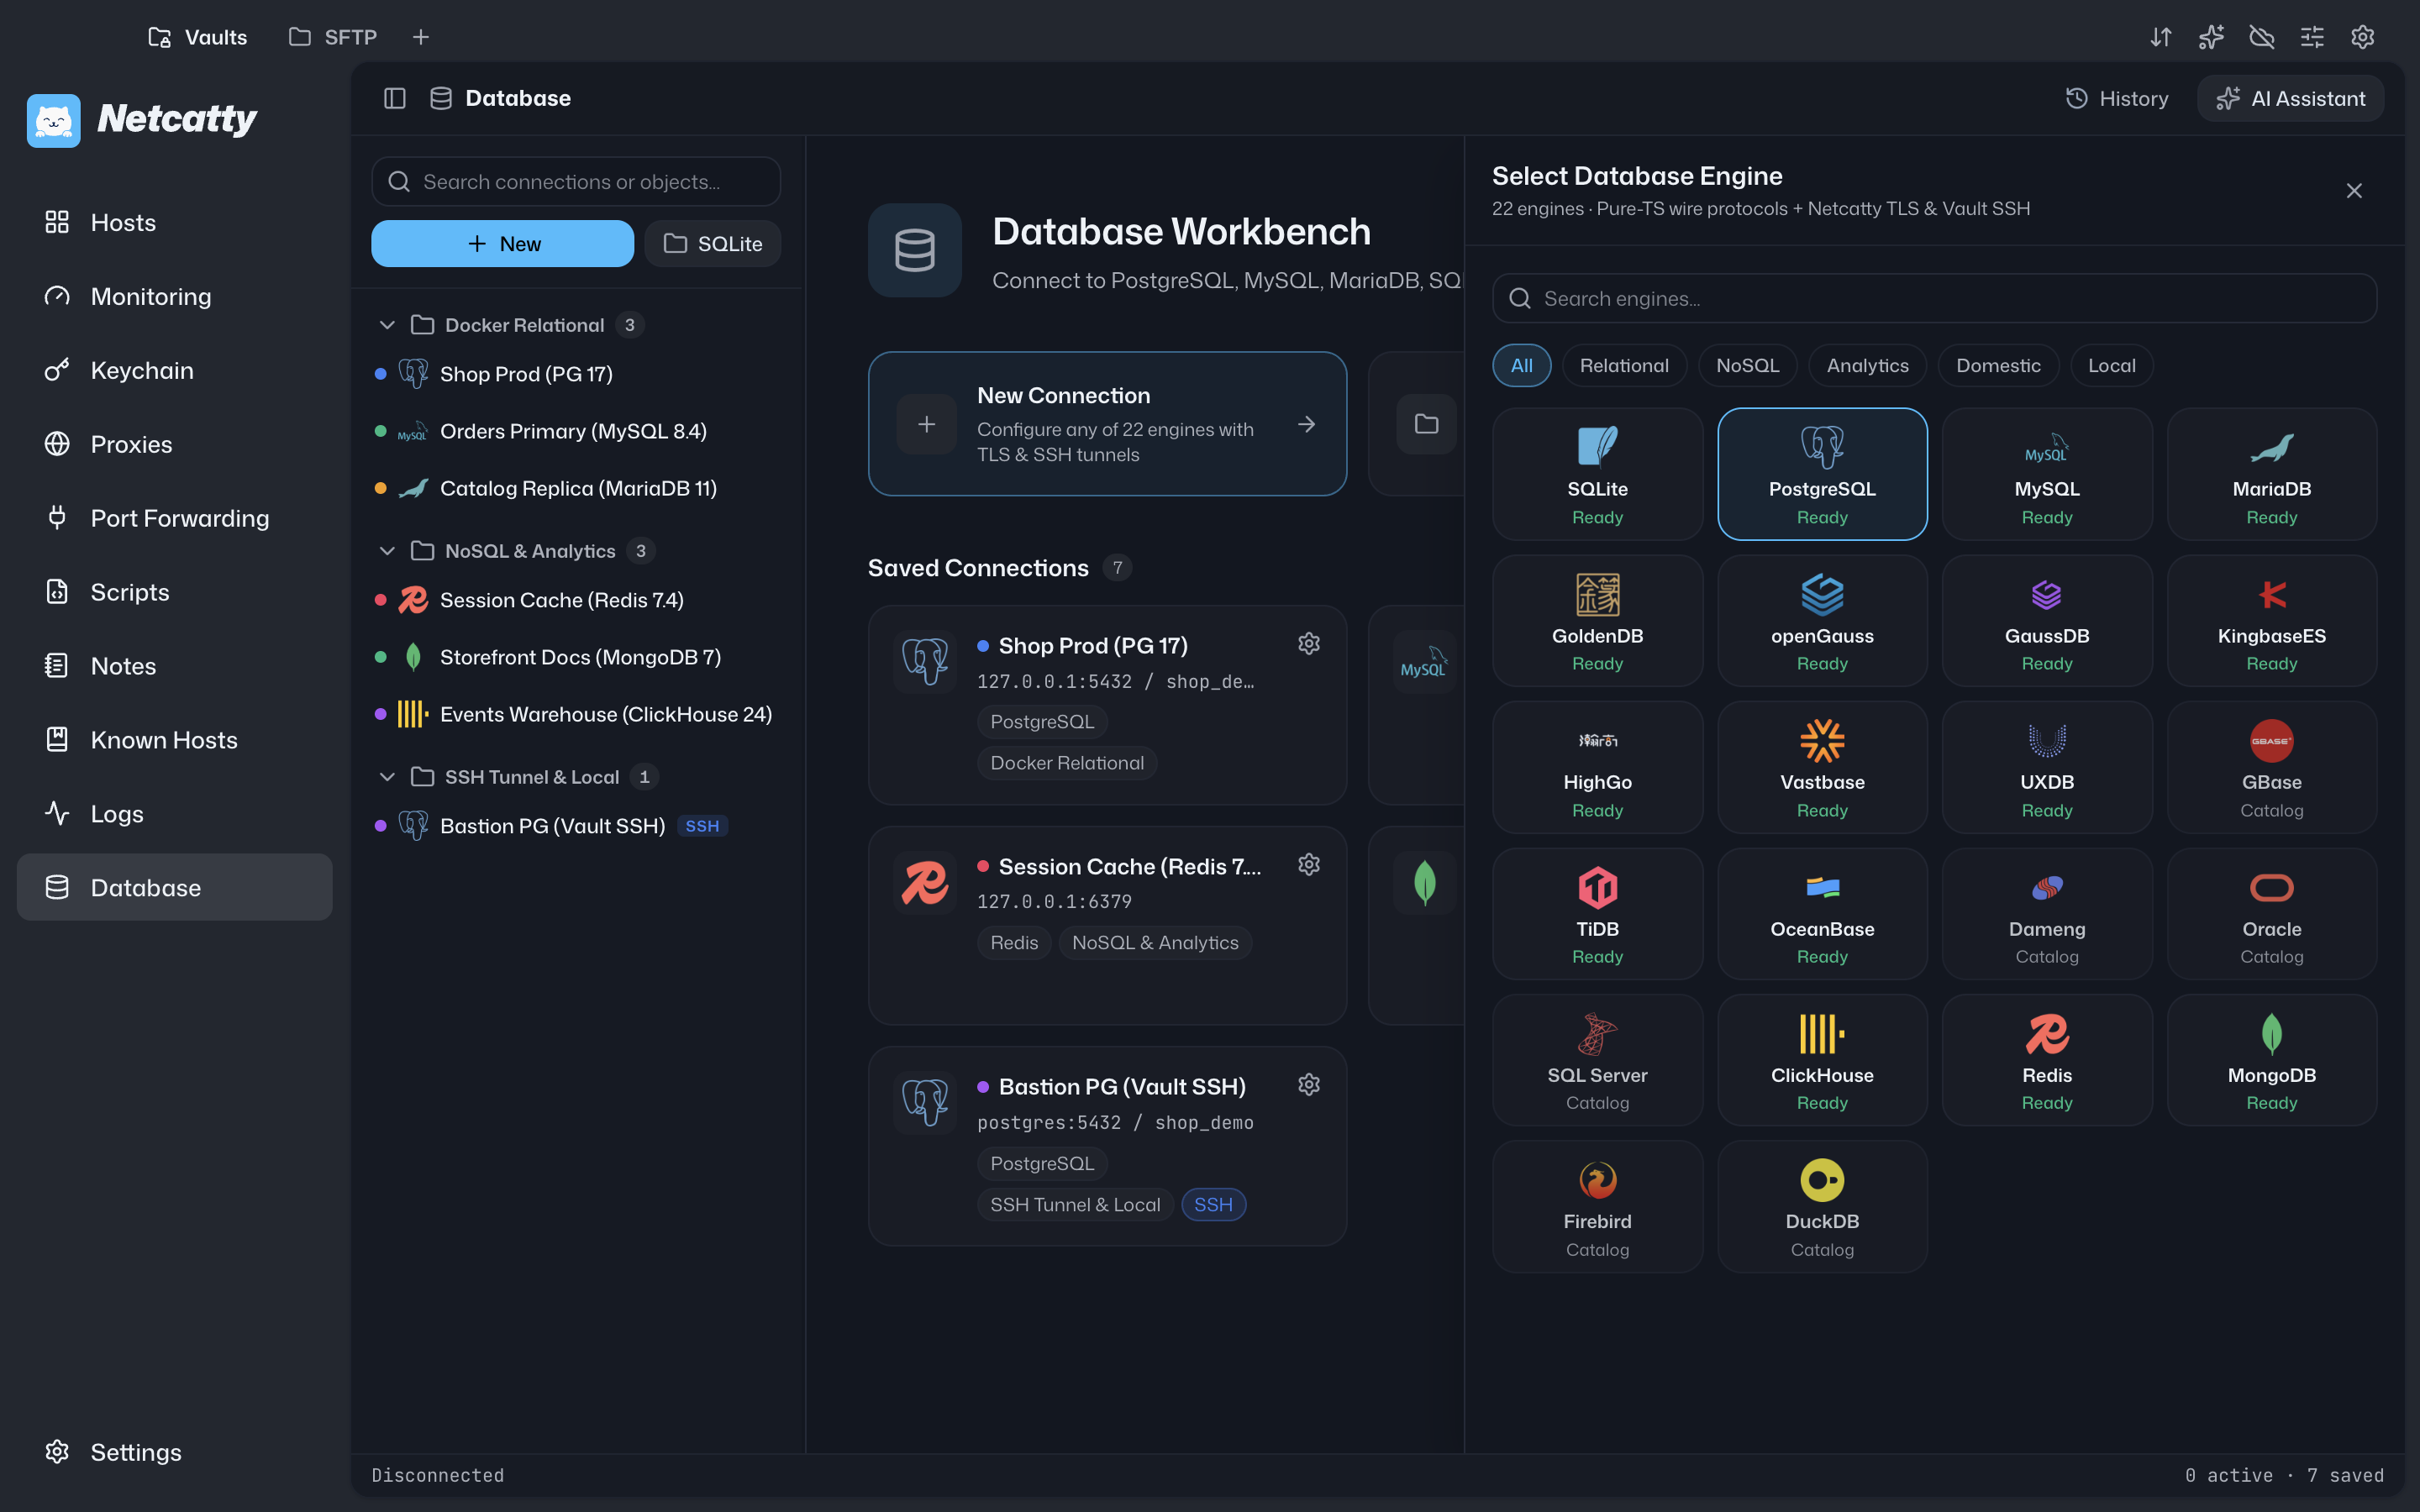 Vaults
SFTP
Netcatty
Hosts
Monitoring
Keychain
Proxies
Port Forwarding
Scripts
Notes
Known Hosts
Logs
Database
Settings
Database
History
AI Assistant
Search connections or objects...
New
SQLite
Docker Relational 3
Shop Prod (PG 17)
MySQL Orders Primary (MySQL 8.4)
Catalog Replica (MariaDB 11)
NoSQL & Analytics 3
Session Cache (Redis 7.4)
Storefront Docs (MongoDB 7)
Events Warehouse (ClickHouse 24)
SSH Tunnel & Local 1
Bastion PG (Vault SSH) SSH
Database Workbench
Connect to PostgreSQL, MySQL, MariaDB, SQ
New Connection
Configure any of 22 engines with
TLS & SSH tunnels
Saved Connections 7
Shop Prod (PG 17)
127.0.0.1:5432 / shop_de…
PostgreSQL
Docker Relational
MySQL
Session Cache (Redis 7....
127.0.0.1:6379
Redis
NoSQL & Analytics
Bastion PG (Vault SSH)
postgres:5432 / shop_demo
PostgreSQL
SSH Tunnel & Local
SSH
Select Database Engine
22 engines · Pure-TS wire protocols + Netcatty TLS & Vault SSH
Search engines...
All
Relational
NoSQL
Analytics
Domestic
Local
SQLite
Ready
PostgreSQL
Ready
MySQL
MySQL
Ready
MariaDB
Ready
GoldenDB
Ready
openGauss
Ready
GaussDB
Ready
KingbaseES
Ready
HighGo
Ready
Vastbase
Ready
UXDB
Ready
GBASE
GBase
Catalog
TiDB
Ready
OceanBase
Ready
Dameng
Catalog
Oracle
Catalog
SQL Server
Catalog
ClickHouse
Ready
Redis
Ready
MongoDB
Ready
Firebird
Catalog
DuckDB
Catalog
Disconnected
0 active · 7 saved